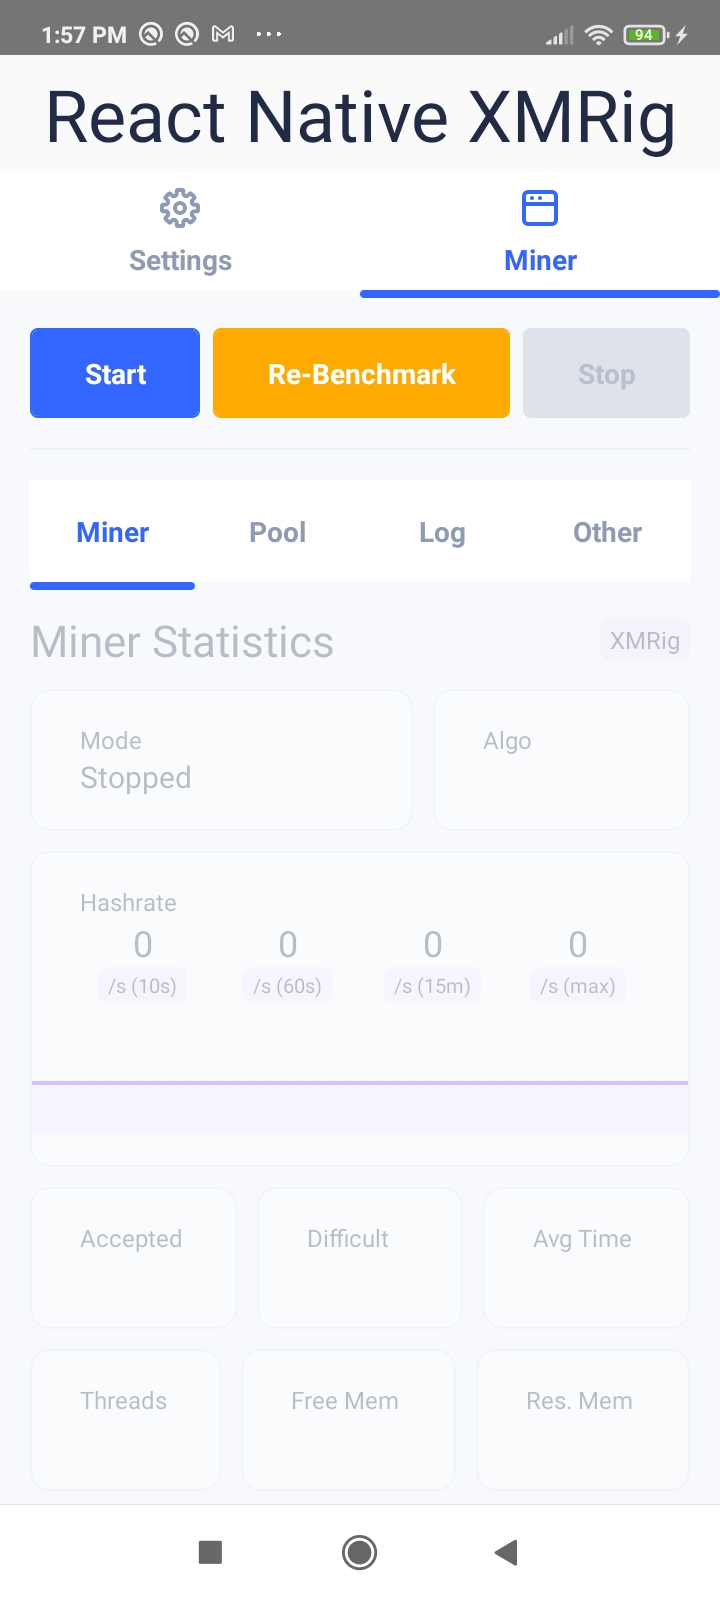 1:57 PM 94
React Native XMRig
Settings Miner
Start Re-Benchmark Stop
Miner Pool Log Other
Miner Statistics XMRig
Mode Algo
Stopped
Hashrate
0 0 0 0
/s (10s) /s (60s) /s (15m) /s (max)
Accepted Difficult Avg Time
Threads Free Mem Res. Mem